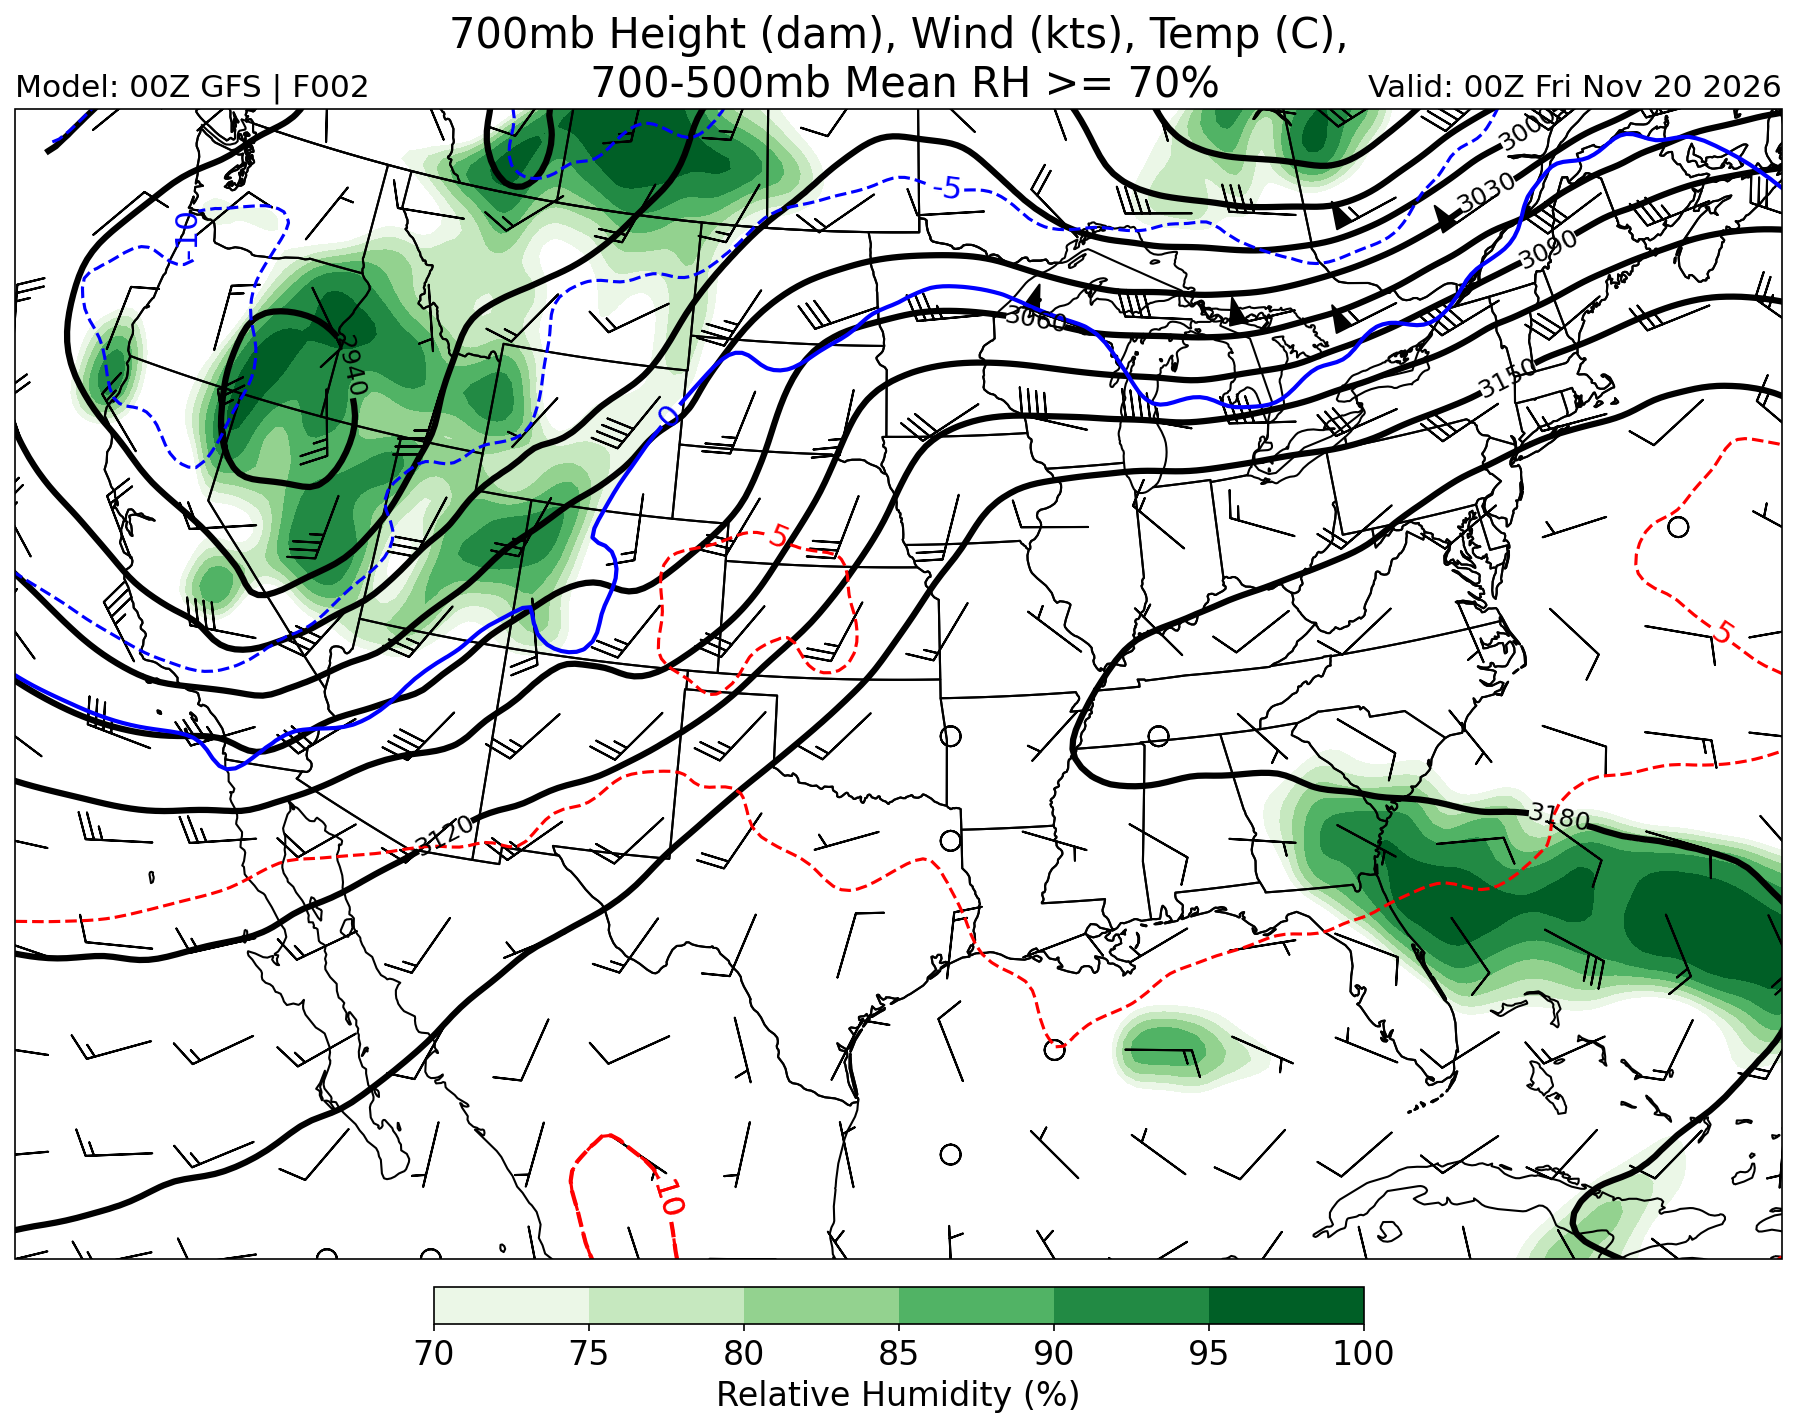 700mb Height (dam), Wind (kts), Temp (C),
700-500mb Mean RH >= 70%
Model: 00Z GFS | F002
Valid: 00Z Fri Nov 20 2026
3000
3030
-5
-10
3090
3060
2940
3150
0
5
5
3180
3120
10
70 75 80 85 90 95 100
Relative Humidity (%)